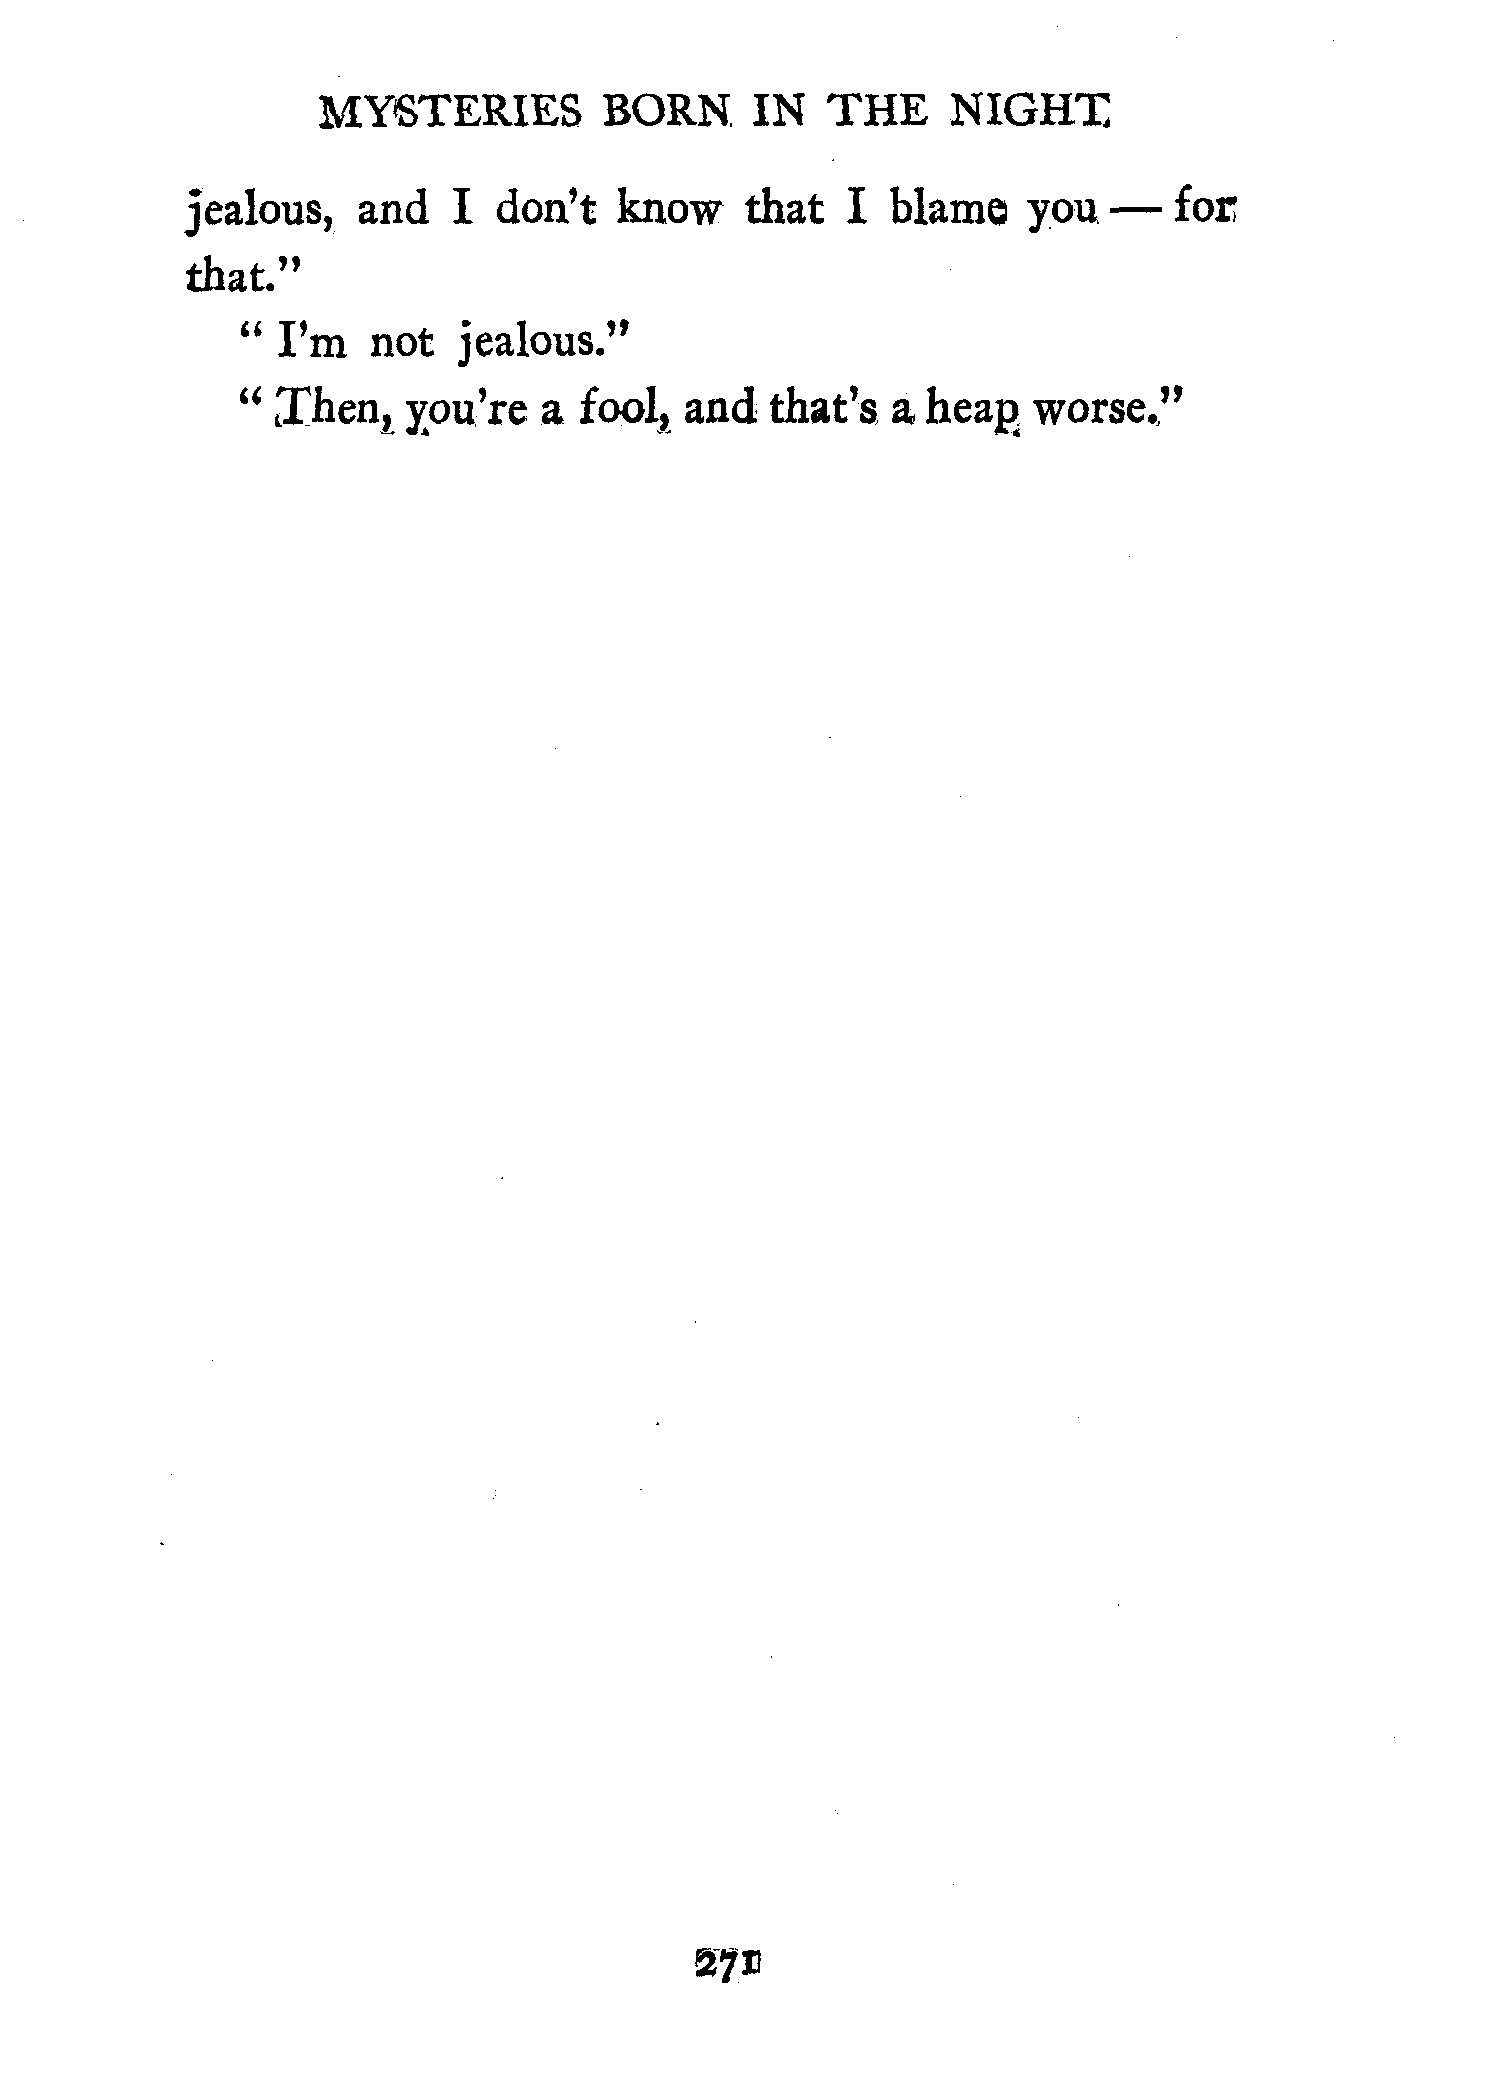 MYSTERIES BORN IN THE NIGHT
jealous, and I don't know that I blame you — for
that."
" I'm not jealous."
" Then, you're a fool, and that's a heap worse."
271